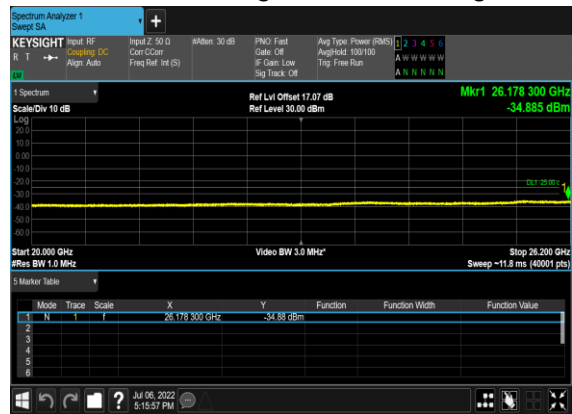 Spectrum Analyzer 1
Swept SA
+
KEYSIGHT Input: RF Input Z: 50 Ω #Atten: 30 dB PNO: Fast Avg Type: Power (RMS) 1 2 3 4 5 6
R T Coupling: DC Corr CCorr Gate: Off Avg|Hold: 100/100 A W W W W W
Align: Auto Freq Ref: Int (S) IF Gain: Low Trig: Free Run A N N N N N
LXI Sig Track: Off
1 Spectrum Ref Lvl Offset 17.07 dB Mkr1 26.178 300 GHz
Scale/Div 10 dB Ref Level 30.00 dBm -34.885 dBm
Log
20.0
10.0
0.00
-10.0
-20.0
DL1 -25.00
1
-30.0
-40.0
-50.0
-60.0
Start 20.000 GHz Video BW 3.0 MHz* Stop 26.200 GHz
#Res BW 1.0 MHz Sweep ~11.8 ms (40001 pts)
5 Marker Table
Mode Trace Scale X Y Function Function Width Function Value
1 N 1 f 26.178 300 GHz -34.88 dBm
2
3
4
5
6
? Jul 06, 2022
5:15:57 PM